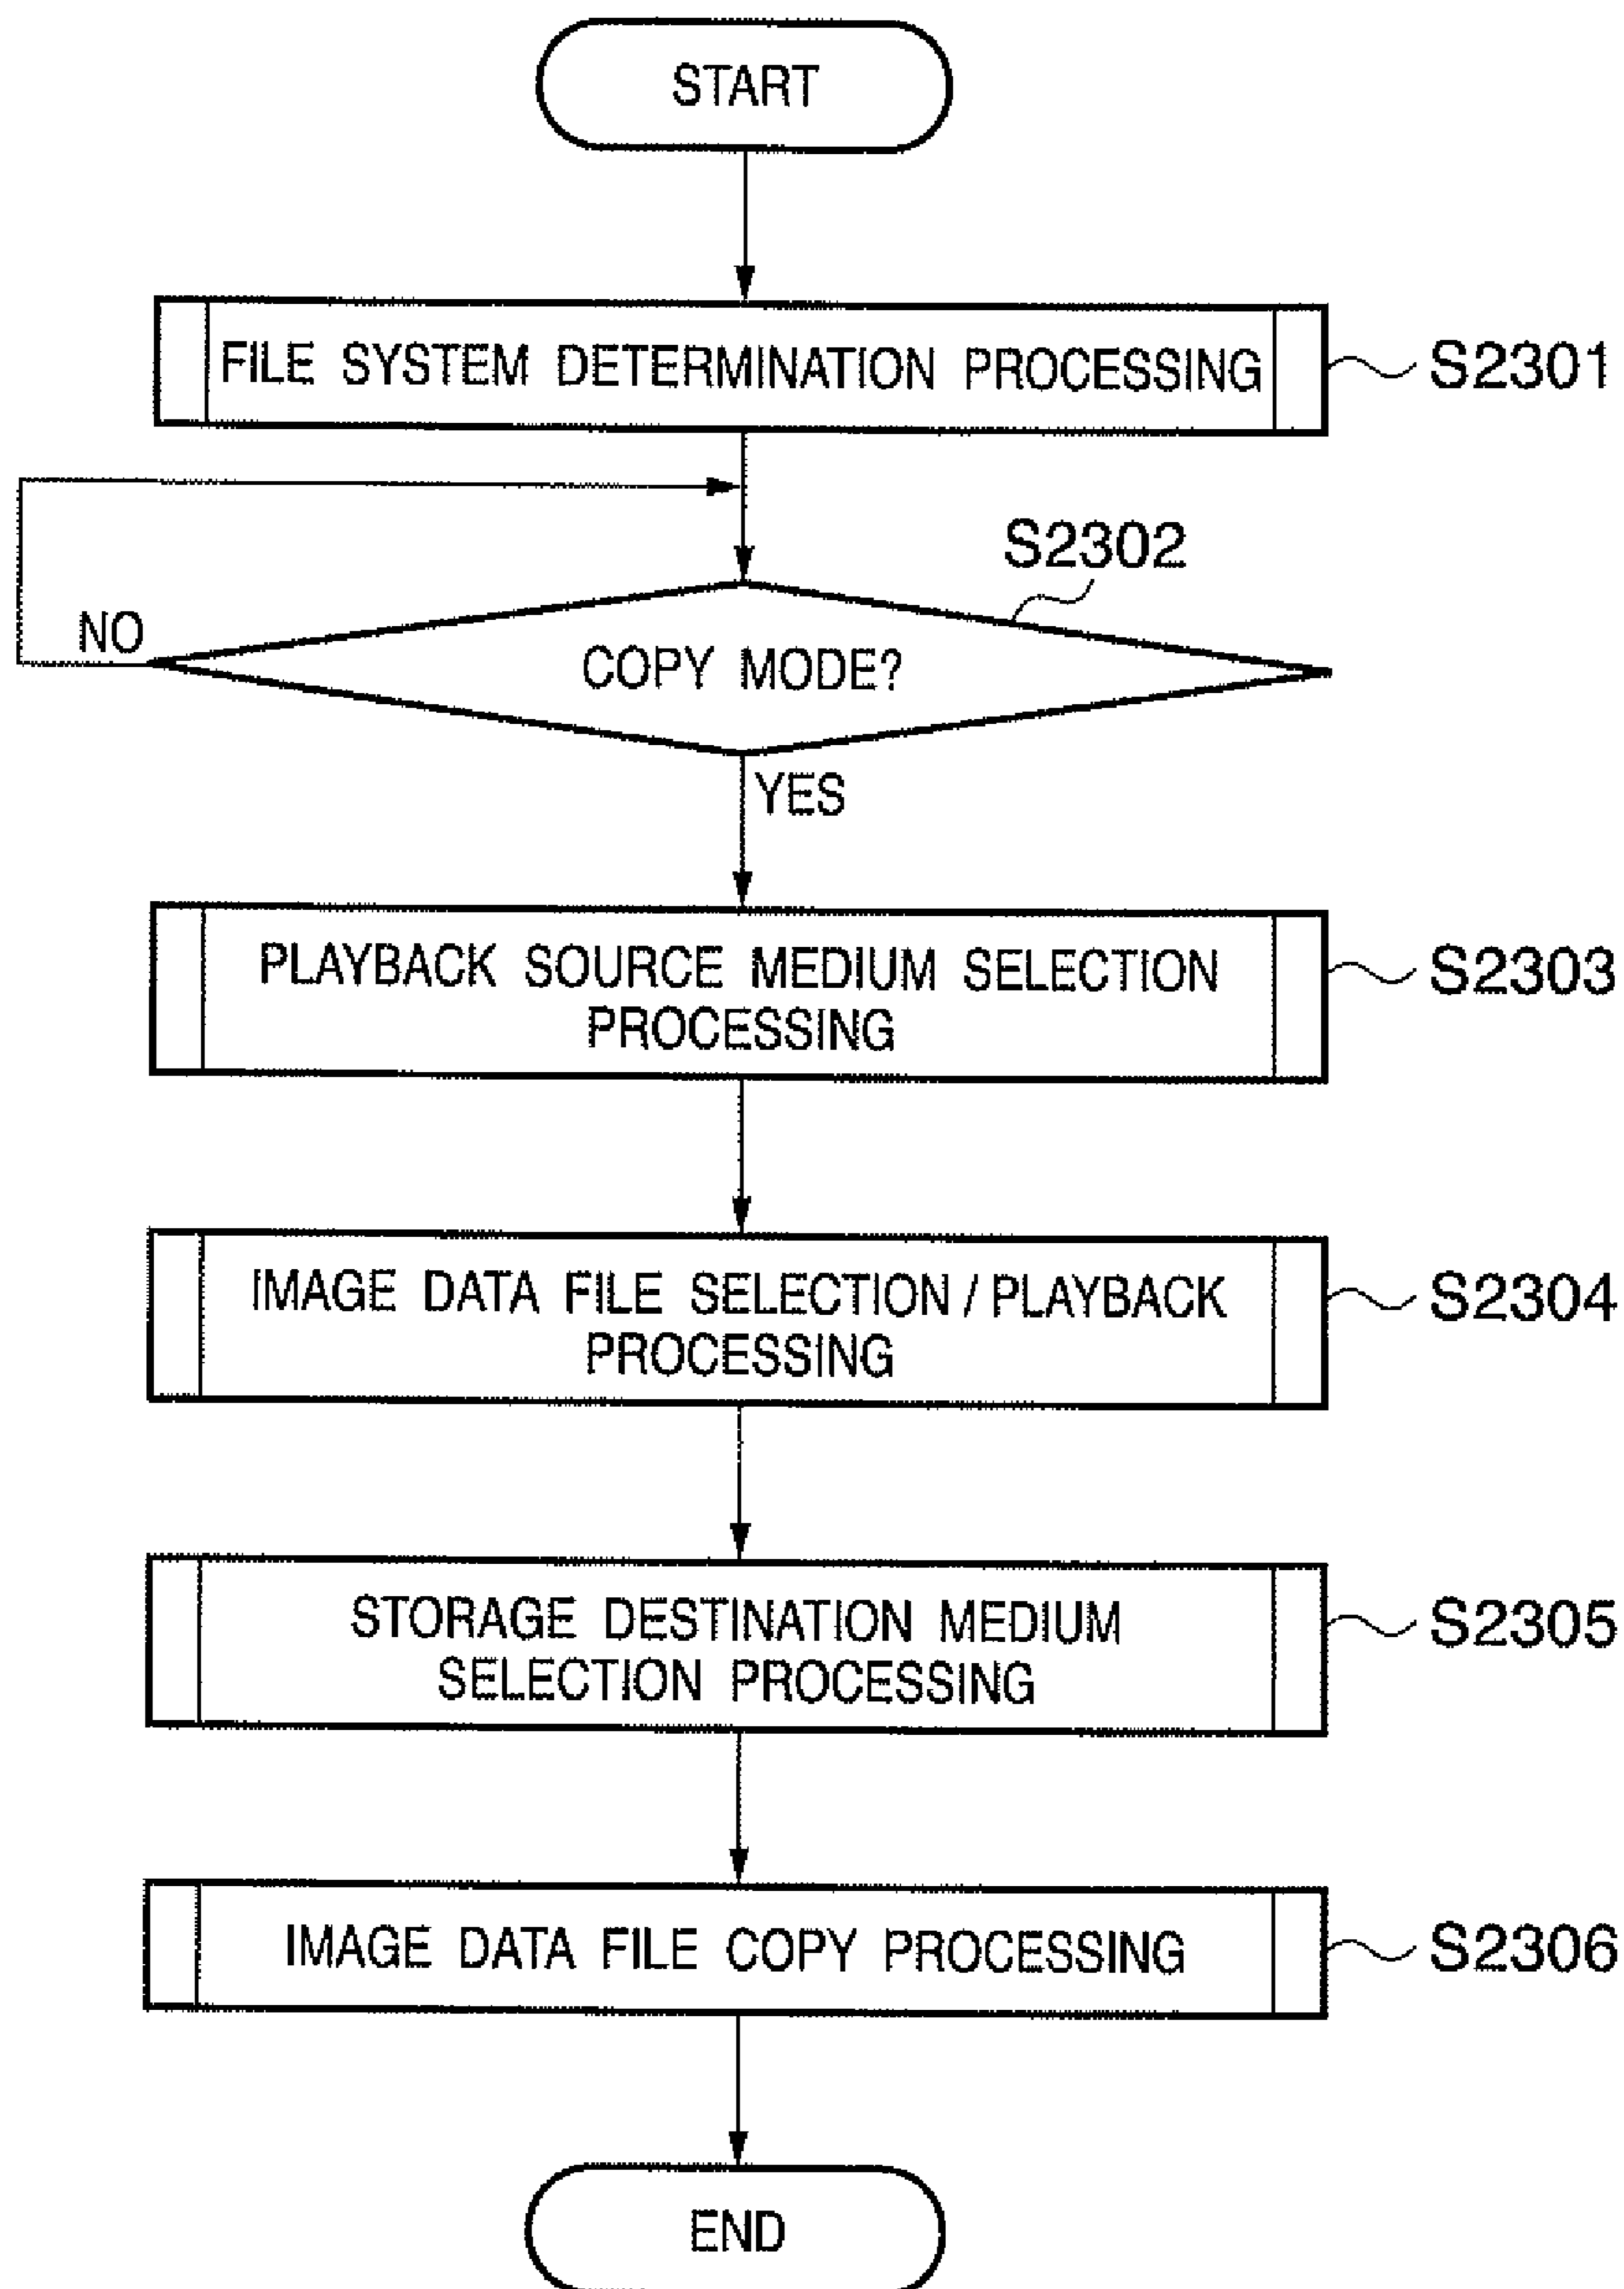 START
FILE SYSTEM DETERMINATION PROCESSING
S2301
S2302
NO
COPY MODE?
YES
PLAYBACK SOURCE MEDIUM SELECTION
PROCESSING
S2303
IMAGE DATA FILE SELECTION / PLAYBACK
PROCESSING
S2304
STORAGE DESTINATION MEDIUM
SELECTION PROCESSING
S2305
IMAGE DATA FILE COPY PROCESSING
S2306
END